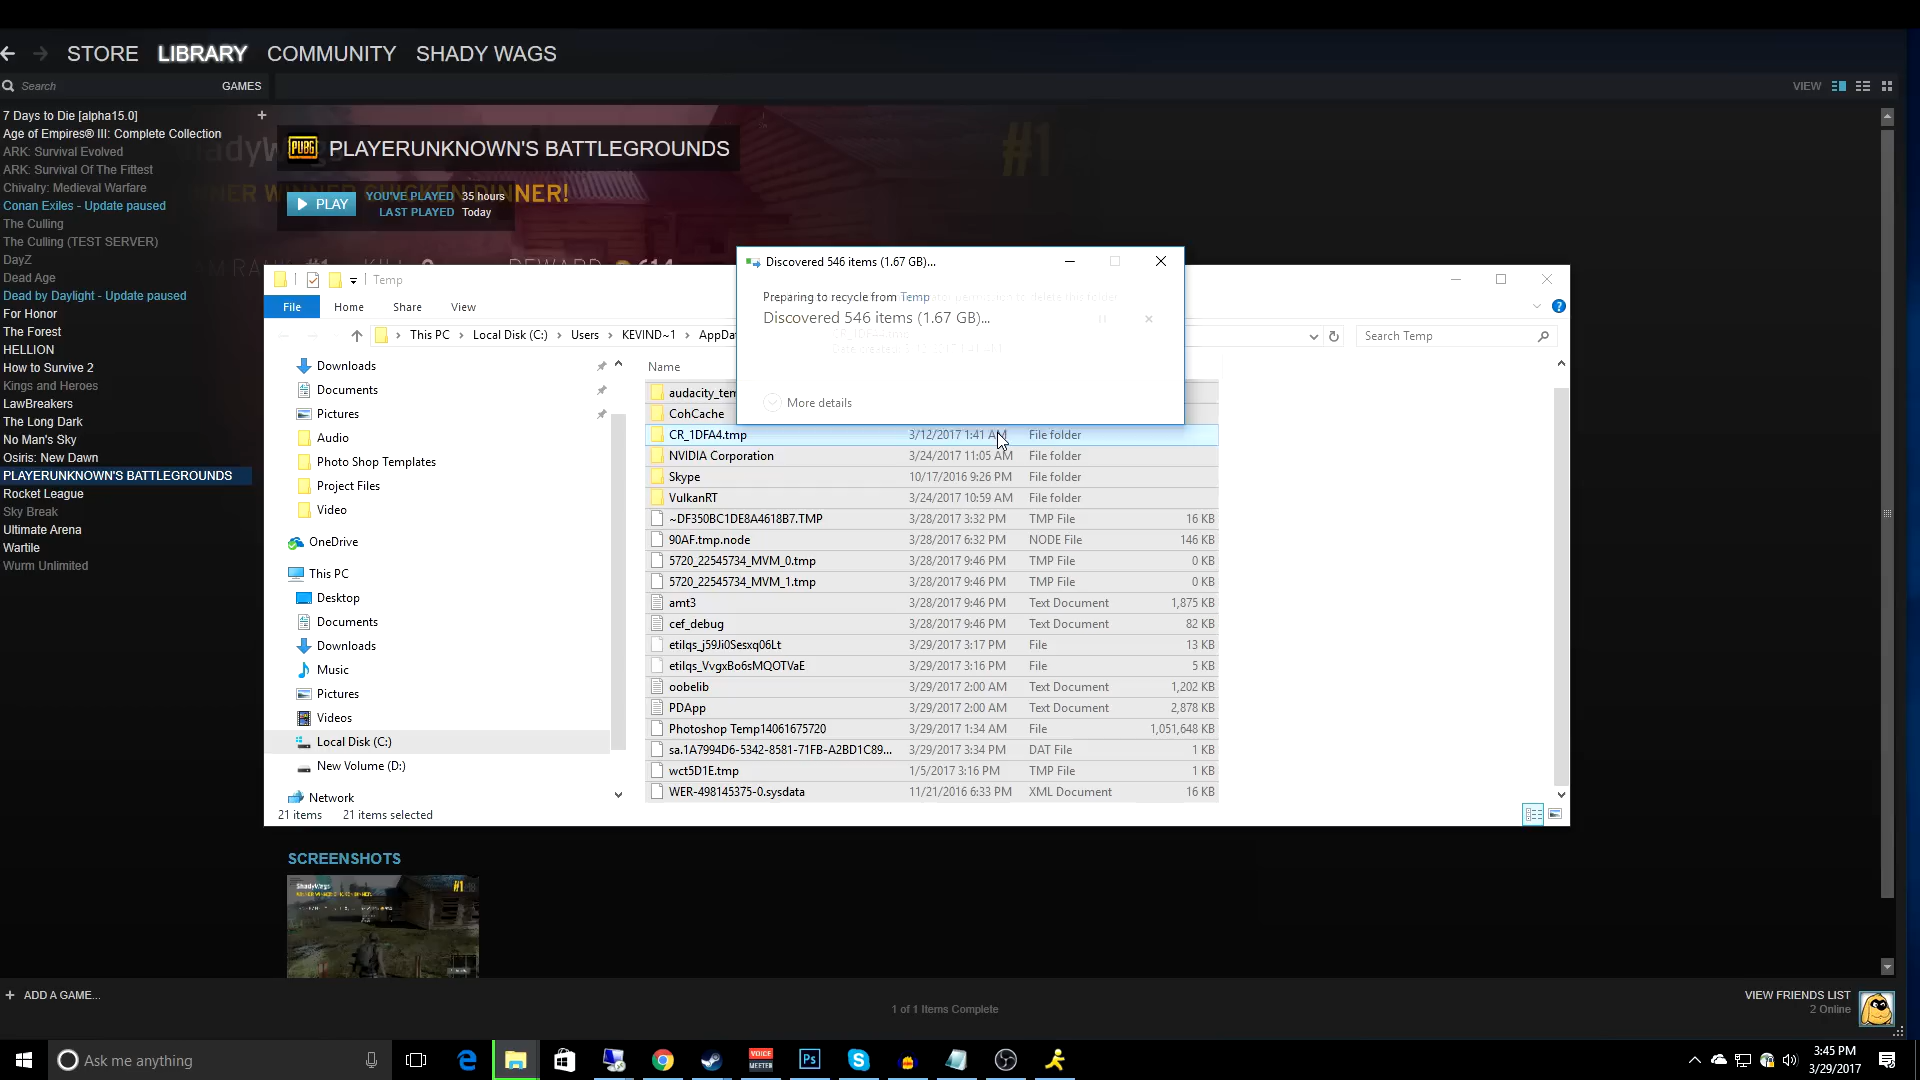 STORE LIBRARY COMMUNITY SHADY WAGS
Search GAMES VIEW
7 Days to Die [alpha15.0]
Age of Empires® III: Complete Collection
ARK: Survival Evolved
ARK: Survival Of The Fittest
Chivalry: Medieval Warfare
Conan Exiles - Update paused
The Culling
The Culling (TEST SERVER)
DayZ
Dead Age
Dead by Daylight - Update paused
For Honor
The Forest
HELLION
How to Survive 2
Kings and Heroes
LawBreakers
The Long Dark
No Man's Sky
Osiris: New Dawn
PLAYERUNKNOWN'S BATTLEGROUNDS
Rocket League
Sky Break
Ultimate Arena
Wartile
Wurm Unlimited
PUBG PLAYERUNKNOWN'S BATTLEGROUNDS
#1
DINNER!
PLAY
YOU'VE PLAYED 35 hours
LAST PLAYED Today
Temp
File Home Share View
This PC Local Disk (C:) Users KEVIND~1
Search Temp
Discovered 546 items (1.67 GB)...
Preparing to recycle from Temp
Discovered 546 items (1.67 GB)...
More details
Downloads
Documents
Pictures
Audio
Photo Shop Templates
Project Files
Video
OneDrive
This PC
Desktop
Documents
Downloads
Music
Pictures
Videos
Local Disk (C:)
New Volume (D:)
Network
Name
CohCache
CR_1DFA4.tmp 3/12/2017 1:41 AM File folder
NVIDIA Corporation 3/24/2017 11:05 AM File folder
Skype 10/17/2016 9:26 PM File folder
VulkanRT 3/24/2017 10:59 AM File folder
~DF350BC1DE8A4618B7.TMP 3/28/2017 3:32 PM TMP File 16 KB
90AF.tmp.node 3/28/2017 6:32 PM NODE File 146 KB
5720_22545734_MVM_0.tmp 3/28/2017 9:46 PM TMP File 0 KB
5720_22545734_MVM_1.tmp 3/28/2017 9:46 PM TMP File 0 KB
amt3 3/28/2017 9:46 PM Text Document 1,875 KB
cef_debug 3/28/2017 9:46 PM Text Document 82 KB
etilqs_j59Ji0Sesxq06Lt 3/29/2017 3:17 PM File 13 KB
etilqs_VvgxBo6sMQOTVaE 3/29/2017 3:16 PM File 5 KB
oobelib 3/29/2017 2:00 AM Text Document 1,202 KB
PDApp 3/29/2017 2:00 AM Text Document 2,878 KB
Photoshop Temp14061675720 3/29/2017 1:34 AM File 1,051,648 KB
sa.1A7994D6-5342-8581-71FB-A2BD1C89... 3/29/2017 3:34 PM DAT File 1 KB
wct5D1E.tmp 1/5/2017 3:16 PM TMP File 1 KB
WER-498145375-0.sysdata 11/21/2016 6:33 PM XML Document 16 KB
21 items 21 items selected
SCREENSHOTS
ShadyWags #1
+ ADD A GAME...
1 of 1 Items Complete
VIEW FRIENDS LIST
2 Online
Ask me anything
VOICE MEETER
Ps
3:45 PM
3/29/2017